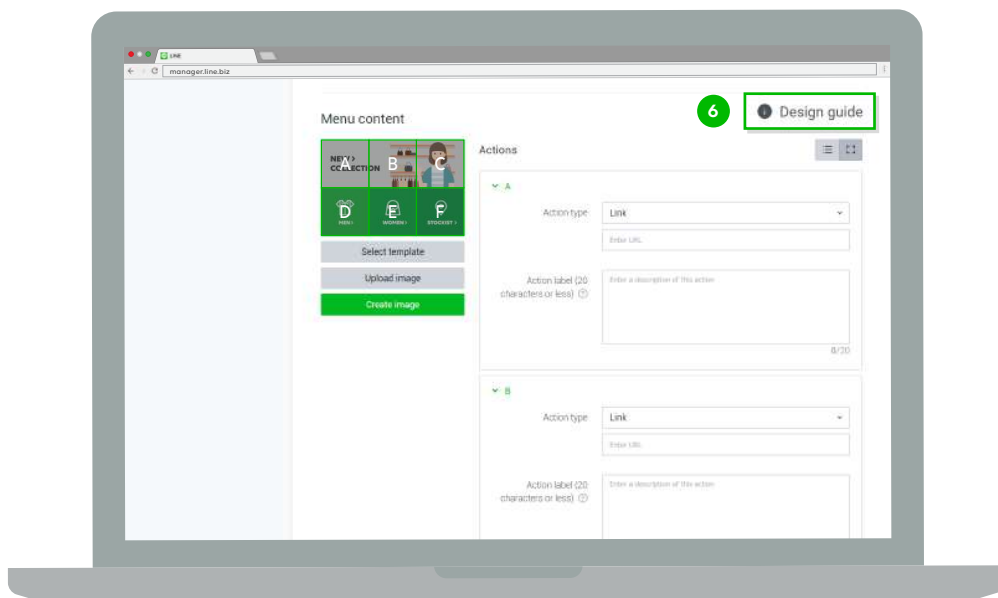 LINE
manager.line.biz
Menu content
6
Design guide
NEW >
COLLECTION
A
B
C
D
E
F
MEN >
WOMEN >
STOCKIST >
Actions
Select template
Upload image
Create image
A
Action type
Link
Enter URL
Action label (20
characters or less)
Enter a description of this action
0/20
B
Action type
Link
Enter URL
Action label (20
characters or less)
Enter a description of this action